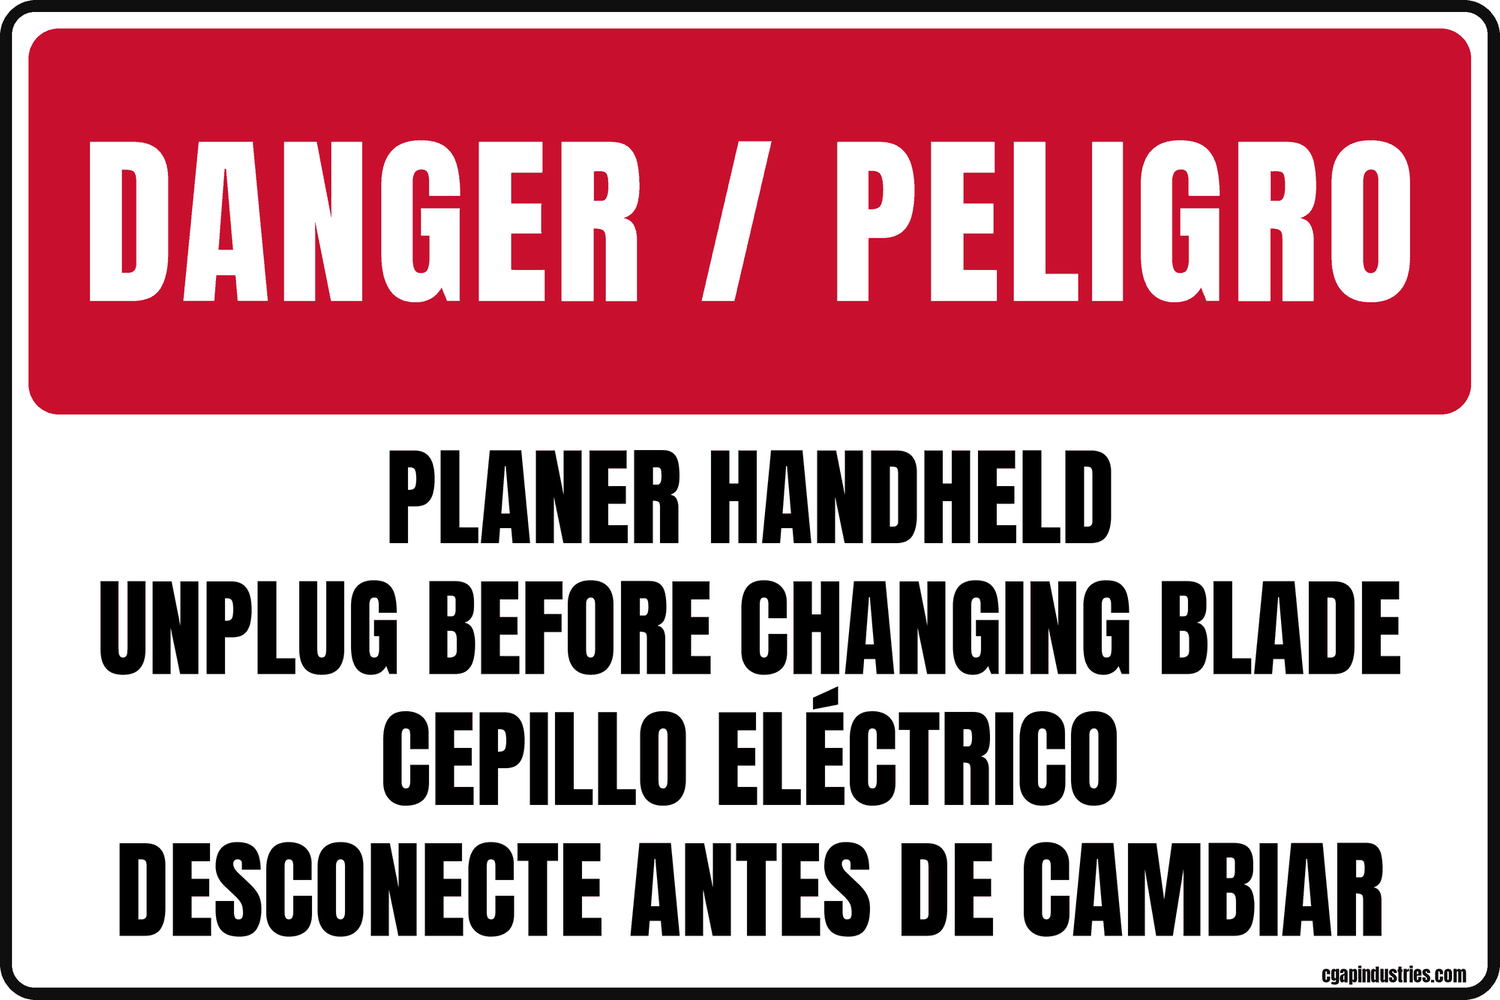 DANGER / PELIGRO
PLANER HANDHELD
UNPLUG BEFORE CHANGING BLADE
CEPILLO ELÉCTRICO
DESCONECTE ANTES DE CAMBIAR
cgapindustries.com